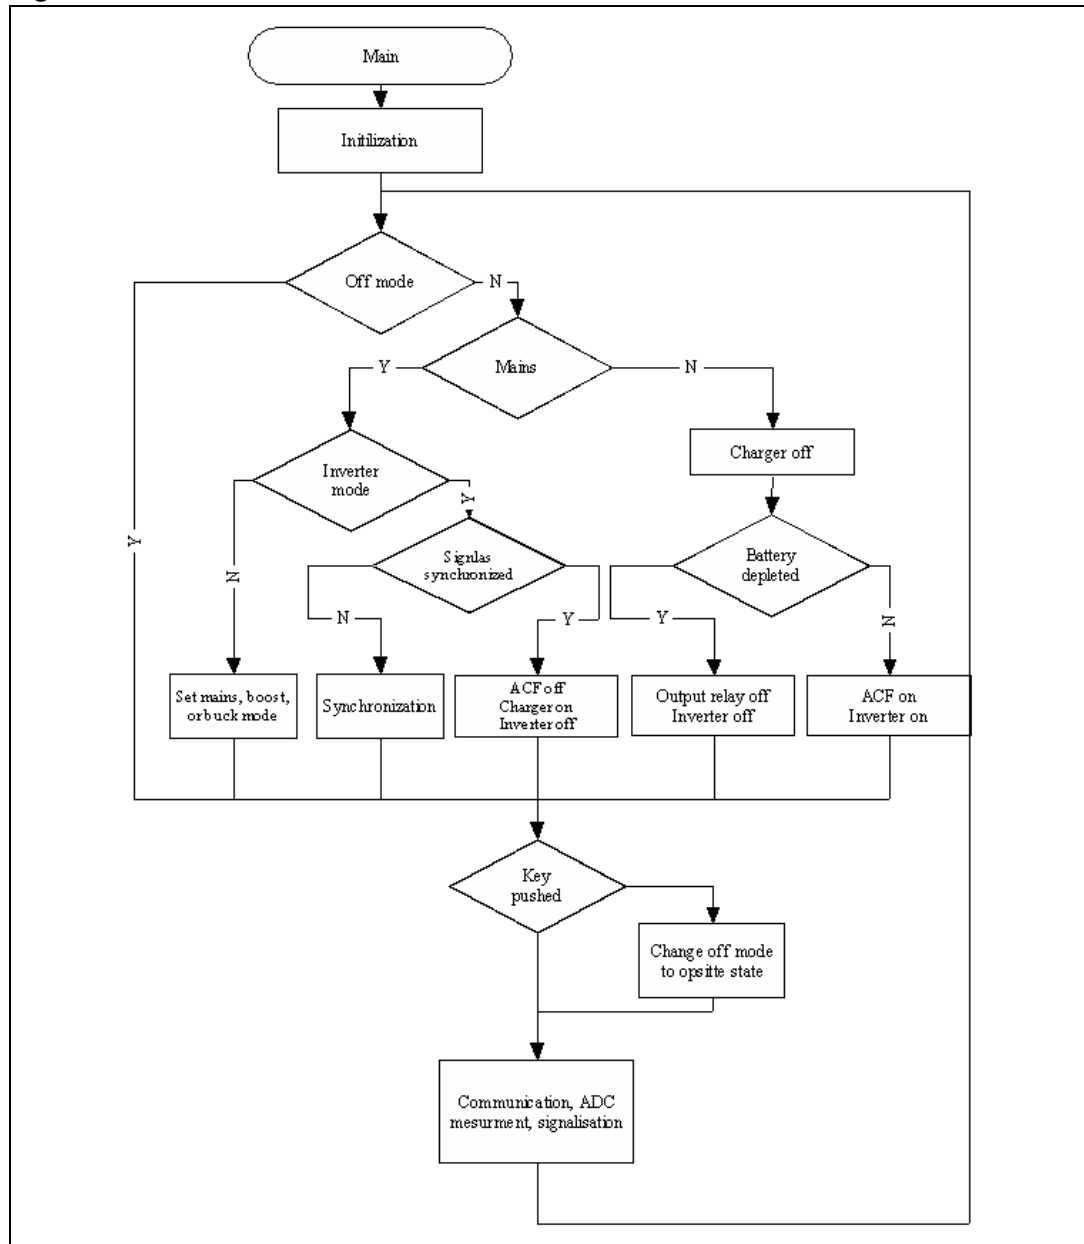 Main
Initilization
Off mode
N
Mains
Y
N
Inverter
mode
Charger off
Y
Signlas
synchronized
Battery
depleted
Y
N
N
Y
Y
N
Set mains, boost,
or buck mode
Synchronization
ACF off
Charger on
Inverter off
Output relay off
Inverter off
ACF on
Inverter on
Key
pushed
Change off mode
to opsitte state
Communication, ADC
mesurment, signalisation